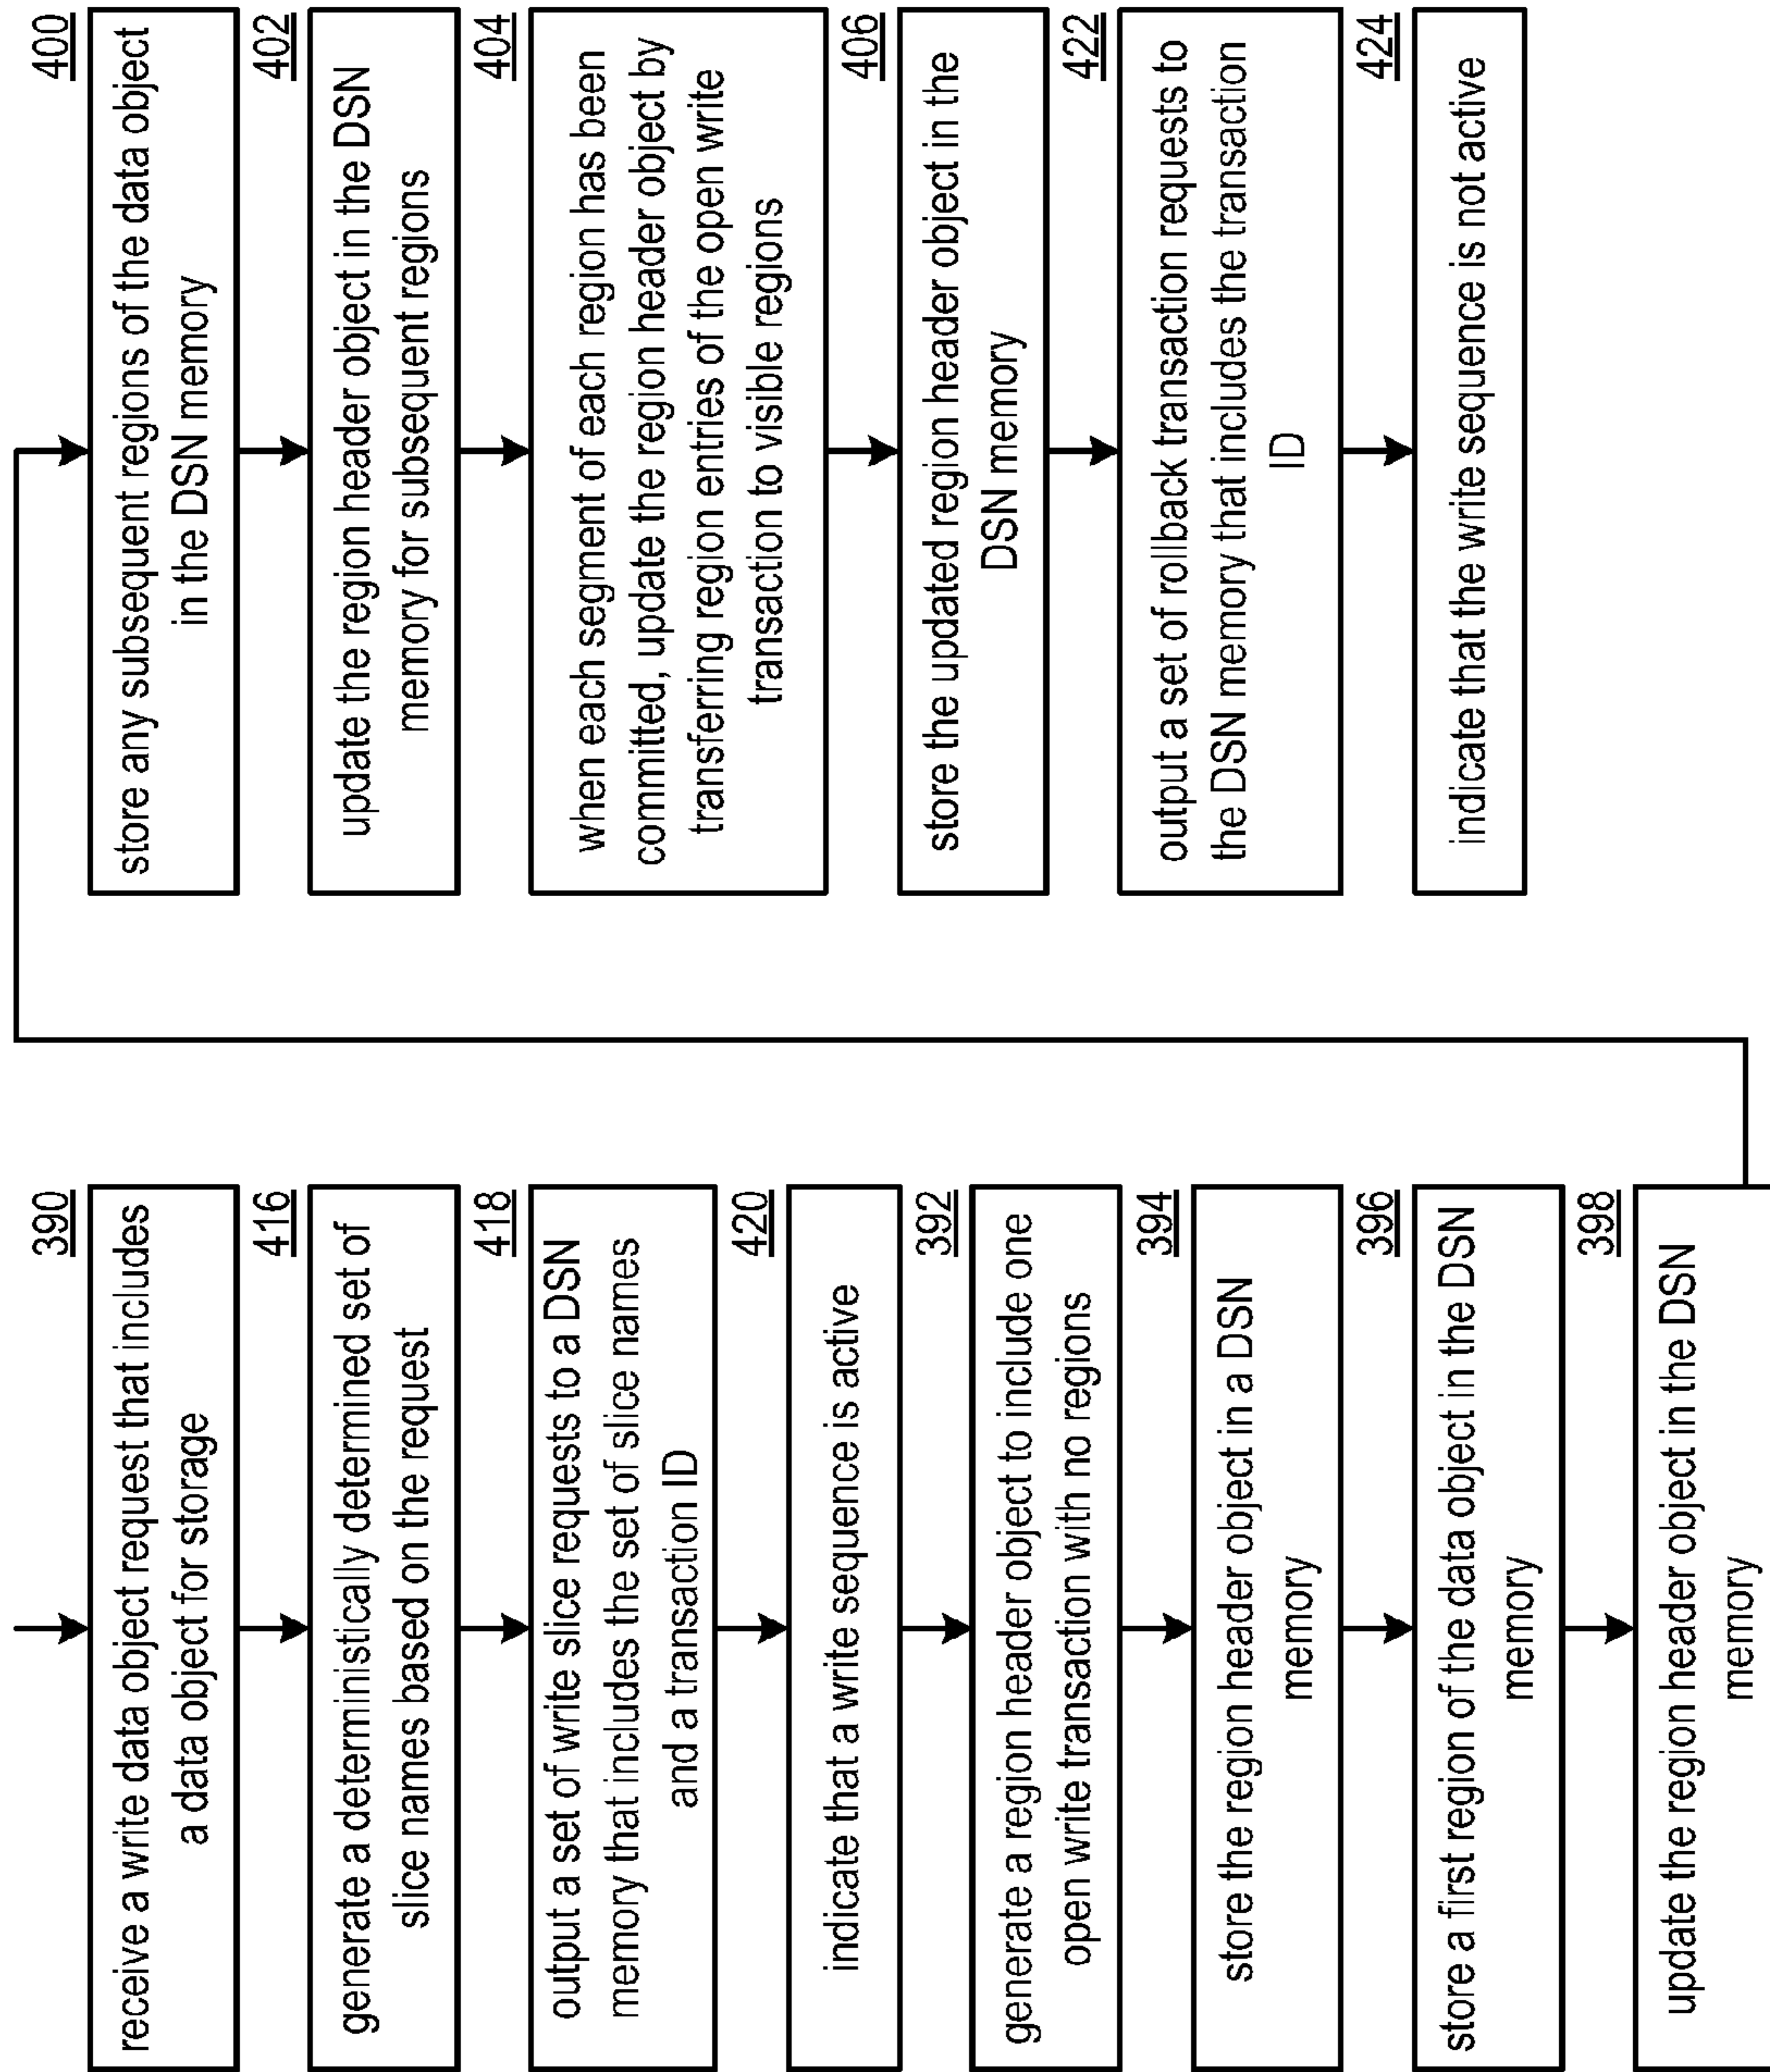 390
receive a write data object request that includes
a data object for storage
416
generate a deterministically determined set of
slice names based on the request
418
output a set of write slice requests to a DSN
memory that includes the set of slice names
and a transaction ID
420
indicate that a write sequence is active
392
generate a region header object to include one
open write transaction with no regions
394
store the region header object in a DSN
memory
396
store a first region of the data object in the DSN
memory
398
update the region header object in the DSN
memory
400
store any subsequent regions of the data object
in the DSN memory
402
update the region header object in the DSN
memory for subsequent regions
404
when each segment of each region has been
committed, update the region header object by
transferring region entries of the open write
transaction to visible regions
406
store the updated region header object in the
DSN memory
422
output a set of rollback transaction requests to
the DSN memory that includes the transaction
ID
424
indicate that the write sequence is not active